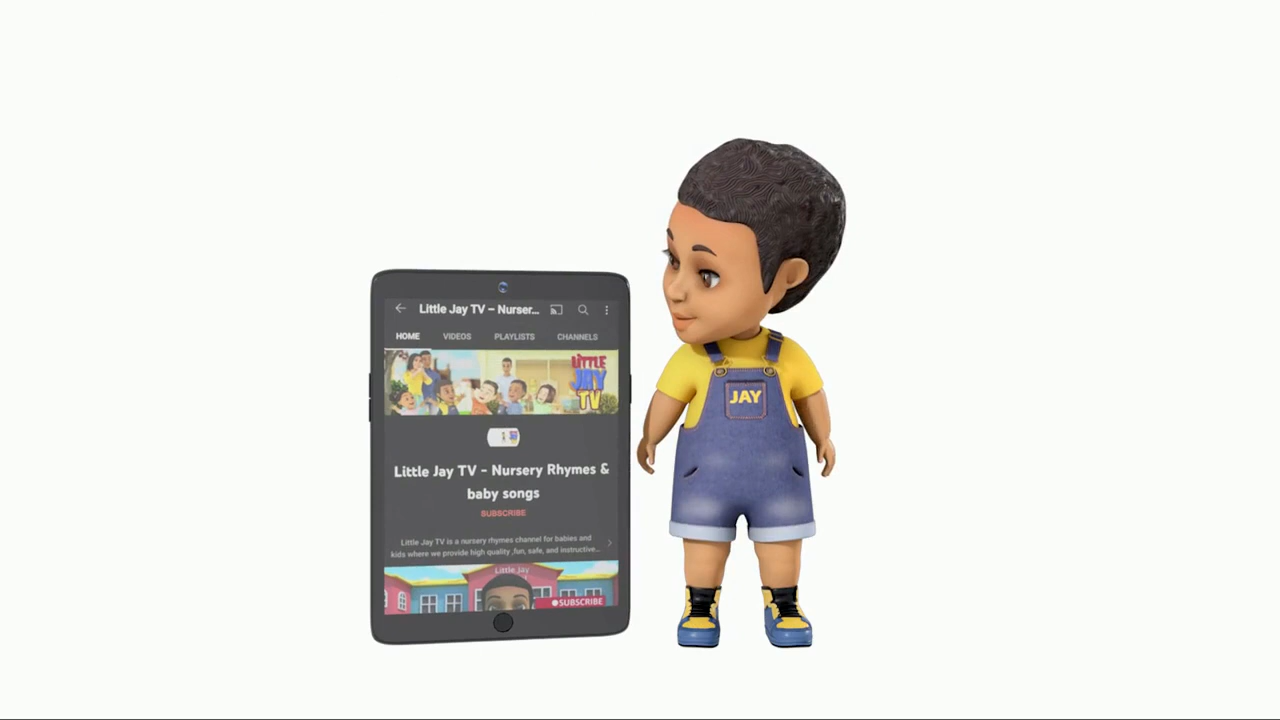 Little Jay TV – Nurser...
HOME VIDEOS PLAYLISTS CHANNELS
LITTLE
JAY
TV
Little Jay TV - Nursery Rhymes &
baby songs
SUBSCRIBE
Little Jay TV is a nursery rhymes channel for babies and
kids where we provide high quality ,fun, safe, and instructive...
Little Jay
SUBSCRIBE
JAY